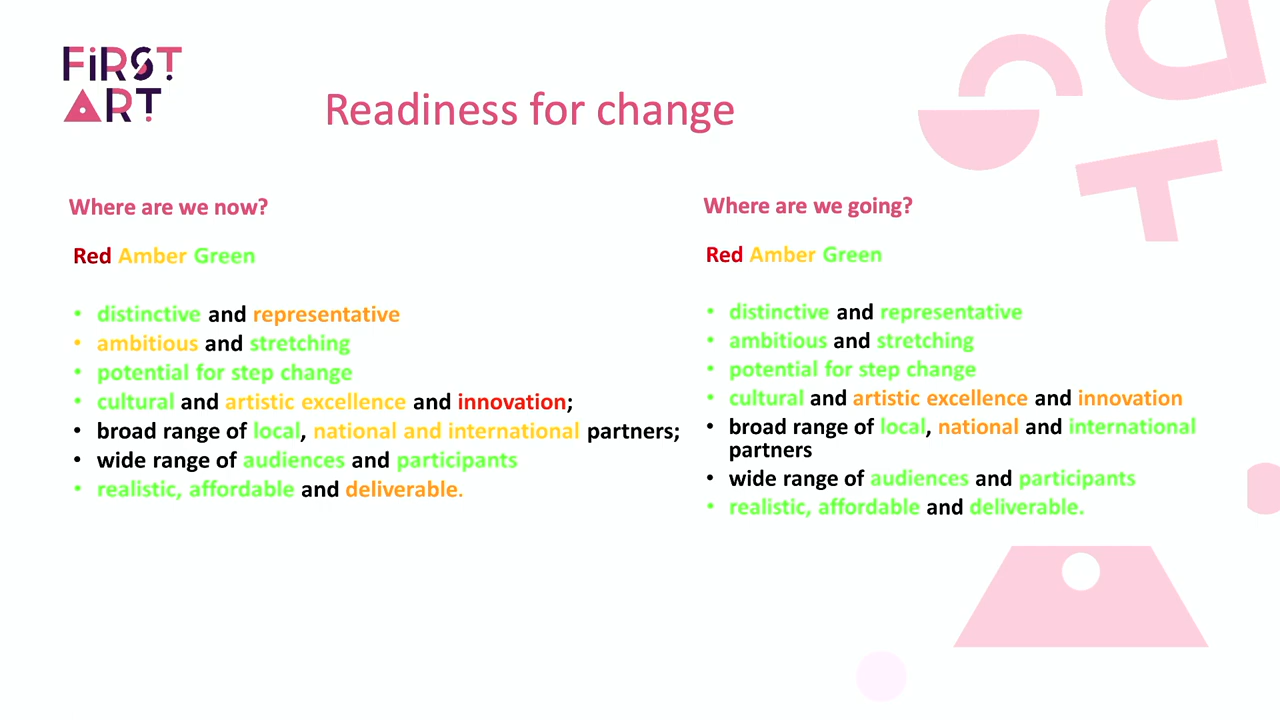 FiRST
ART
Readiness for change
Where are we now?
Red Amber Green
• distinctive and representative
• ambitious and stretching
• potential for step change
• cultural and artistic excellence and innovation;
• broad range of local, national and international partners;
• wide range of audiences and participants
• realistic, affordable and deliverable.
Where are we going?
Red Amber Green
• distinctive and representative
• ambitious and stretching
• potential for step change
• cultural and artistic excellence and innovation
• broad range of local, national and international
partners
• wide range of audiences and participants
• realistic, affordable and deliverable.